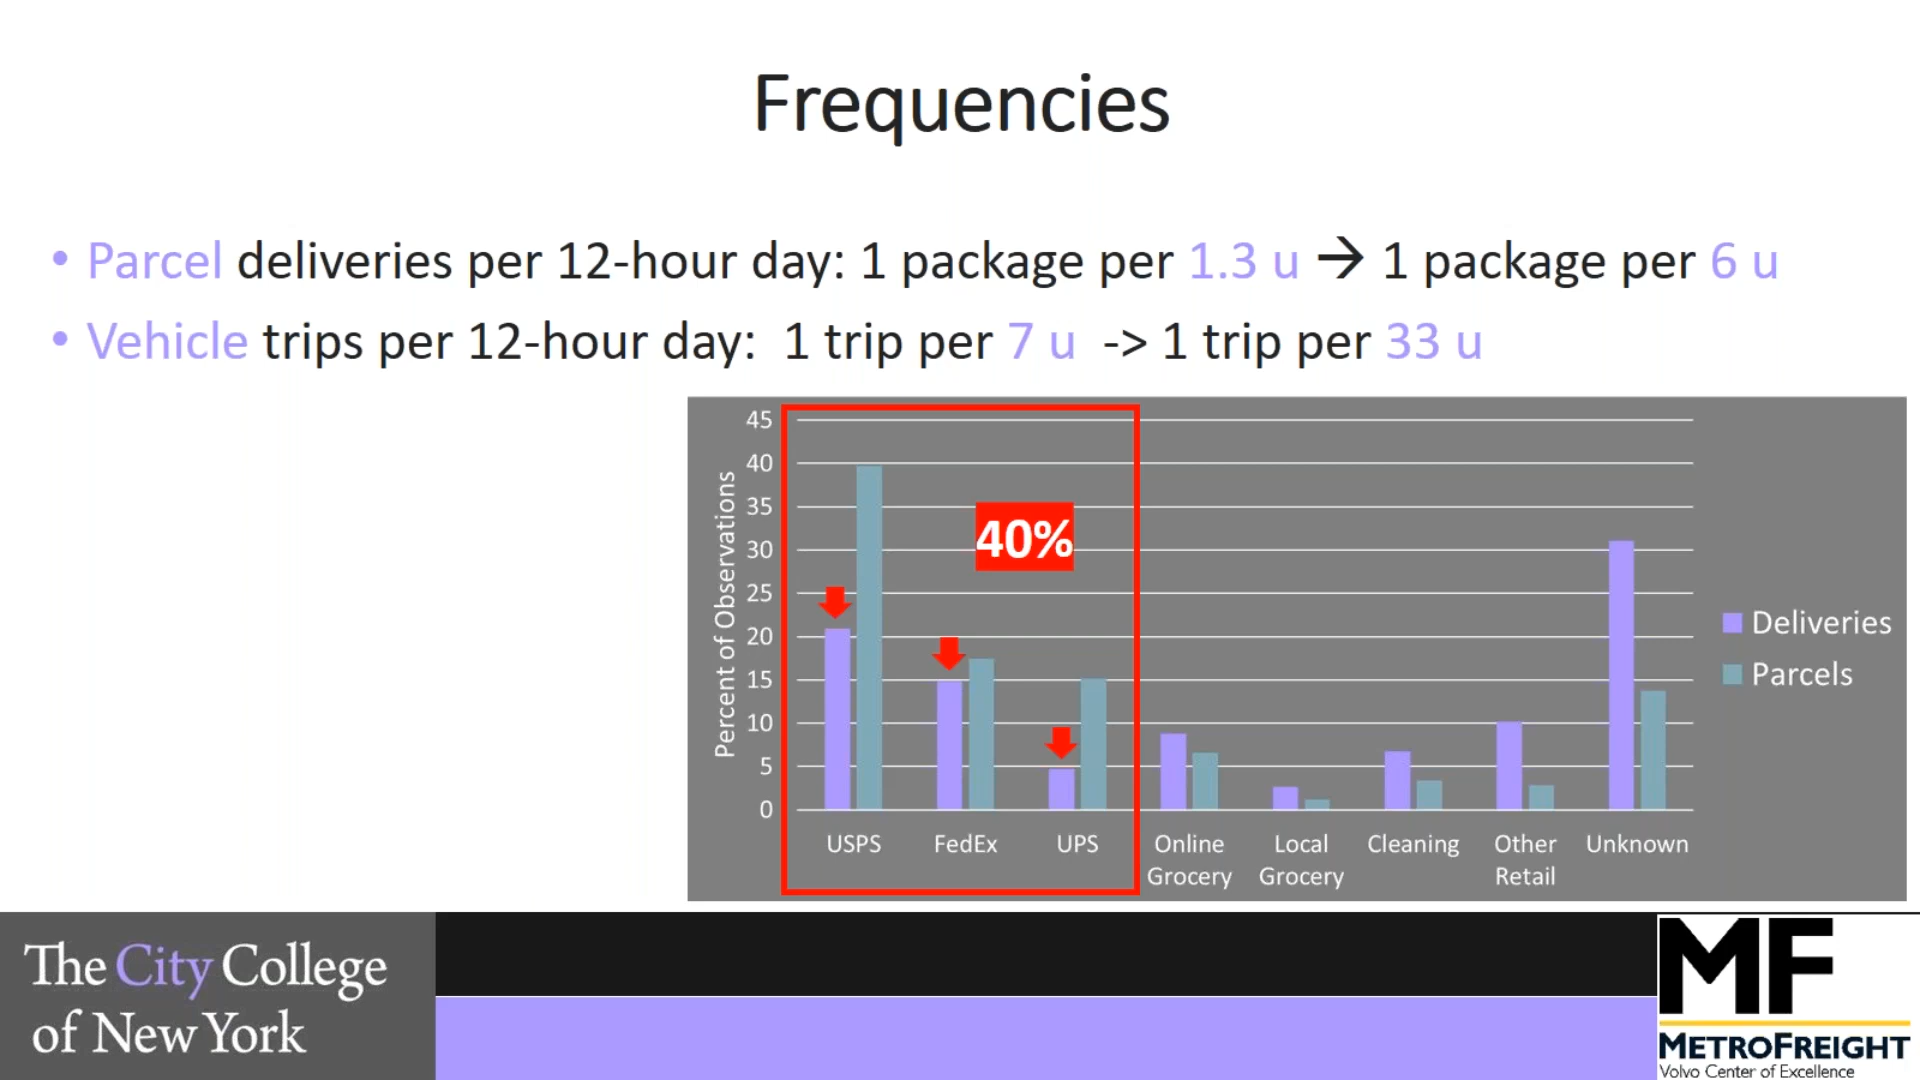 Frequencies
• Parcel deliveries per 12-hour day: 1 package per 1.3 u → 1 package per 6 u
• Vehicle trips per 12-hour day: 1 trip per 7 u -> 1 trip per 33 u
Percent of Observations
45
40
35
30
25
20
15
10
5
0
40%
USPS
FedEx
UPS
Online
Grocery
Local
Grocery
Cleaning
Other
Retail
Unknown
Deliveries
Parcels
The City College
of New York
MF
METROFREIGHT
Volvo Center of Excellence